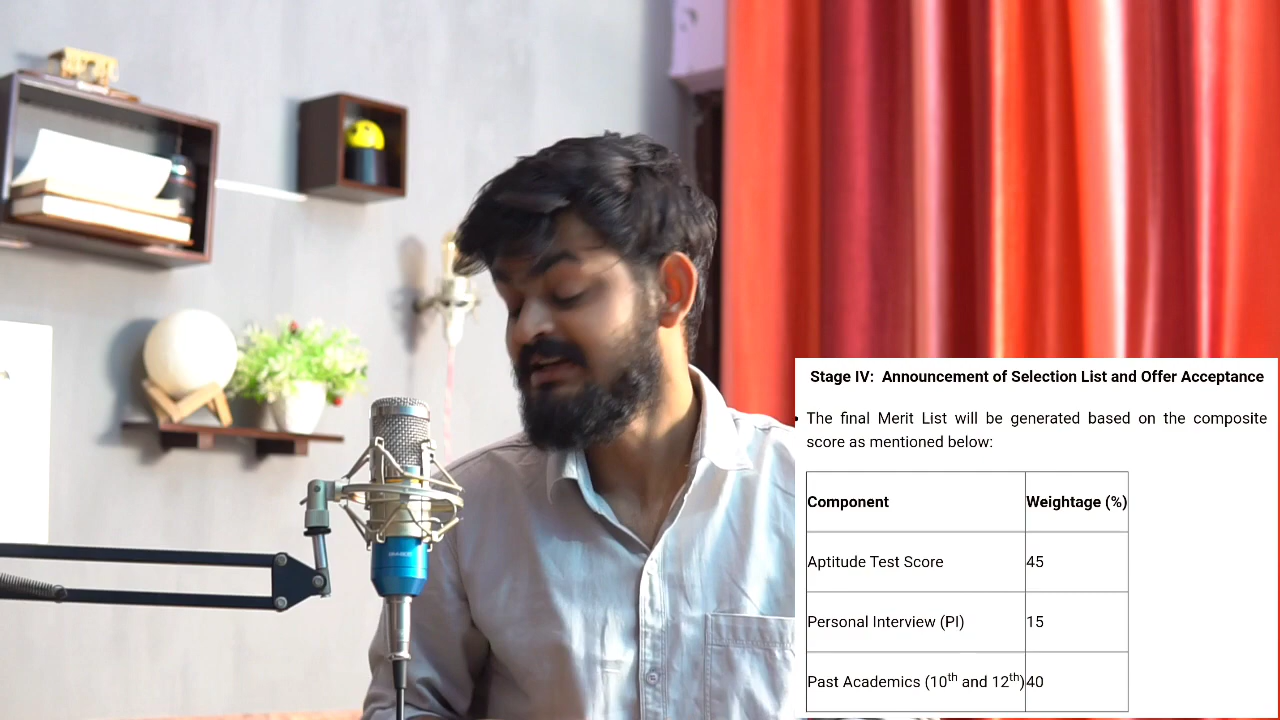 Stage IV: Announcement of Selection List and Offer Acceptance
The final Merit List will be generated based on the composite
score as mentioned below:
Component Weightage (%)
Aptitude Test Score 45
Personal Interview (PI) 15
Past Academics (10th and 12th) 40